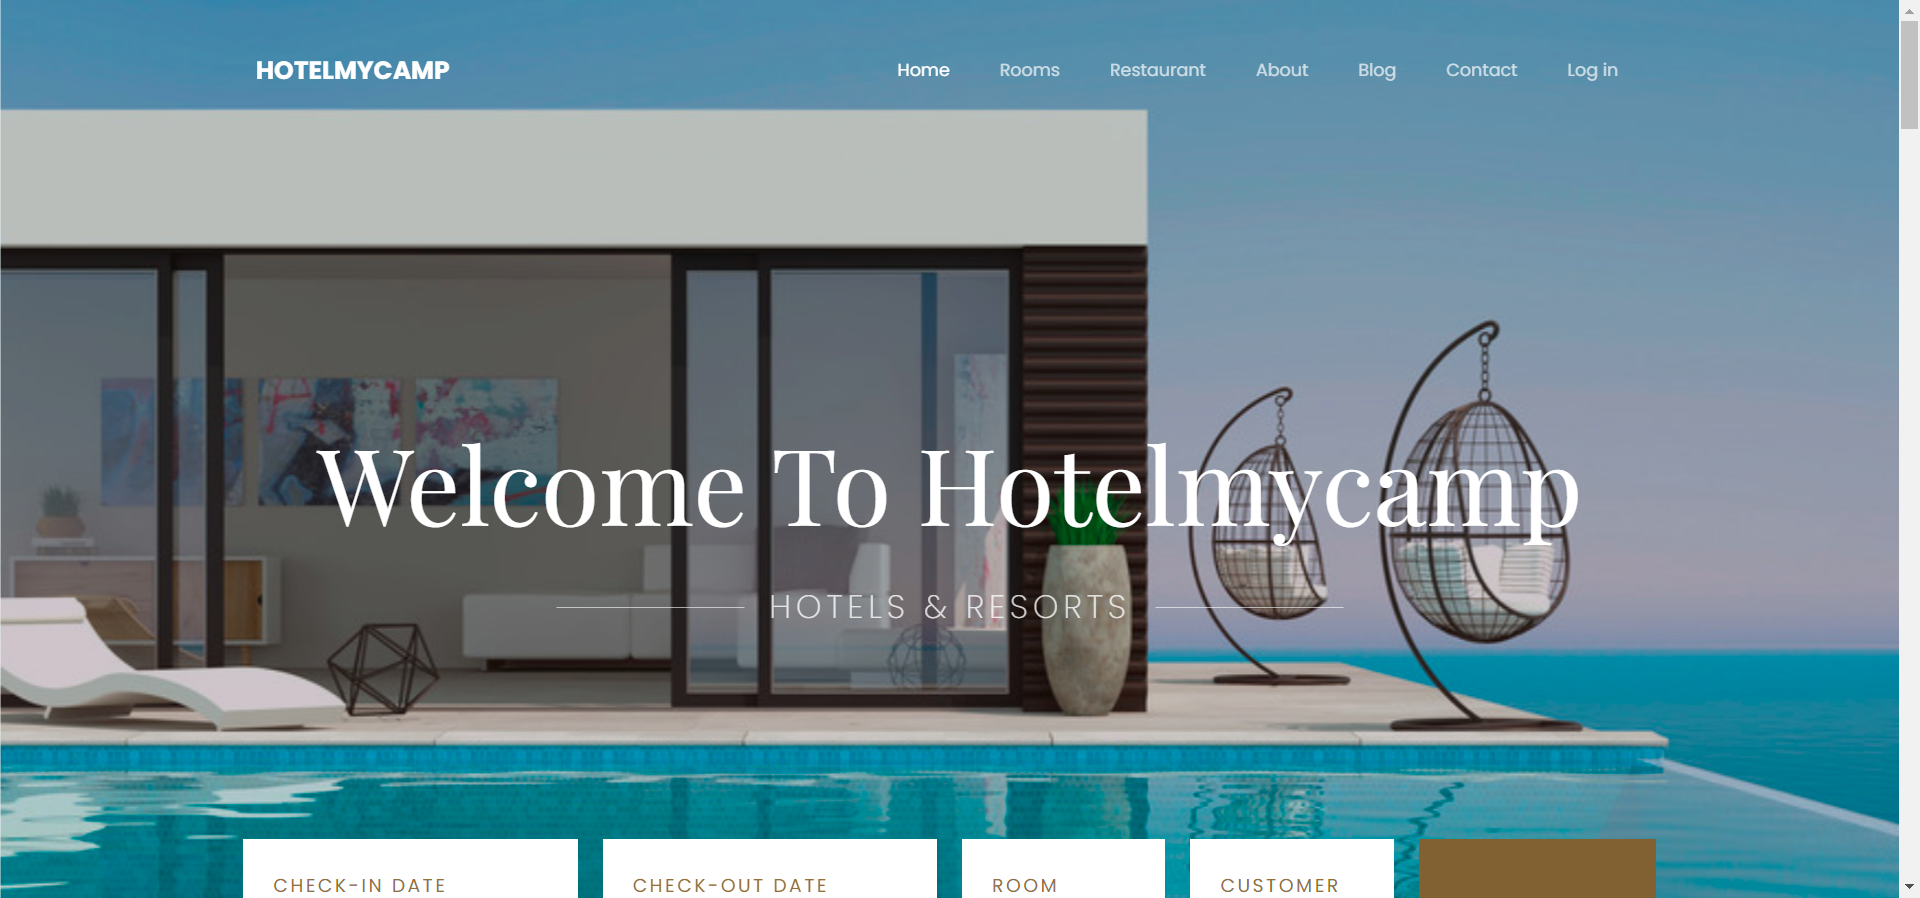 HOTELMYCAMP
Home Rooms Restaurant About Blog Contact Log in
Welcome To Hotelmycamp
HOTELS & RESORTS
CHECK-IN DATE CHECK-OUT DATE ROOM CUSTOMER